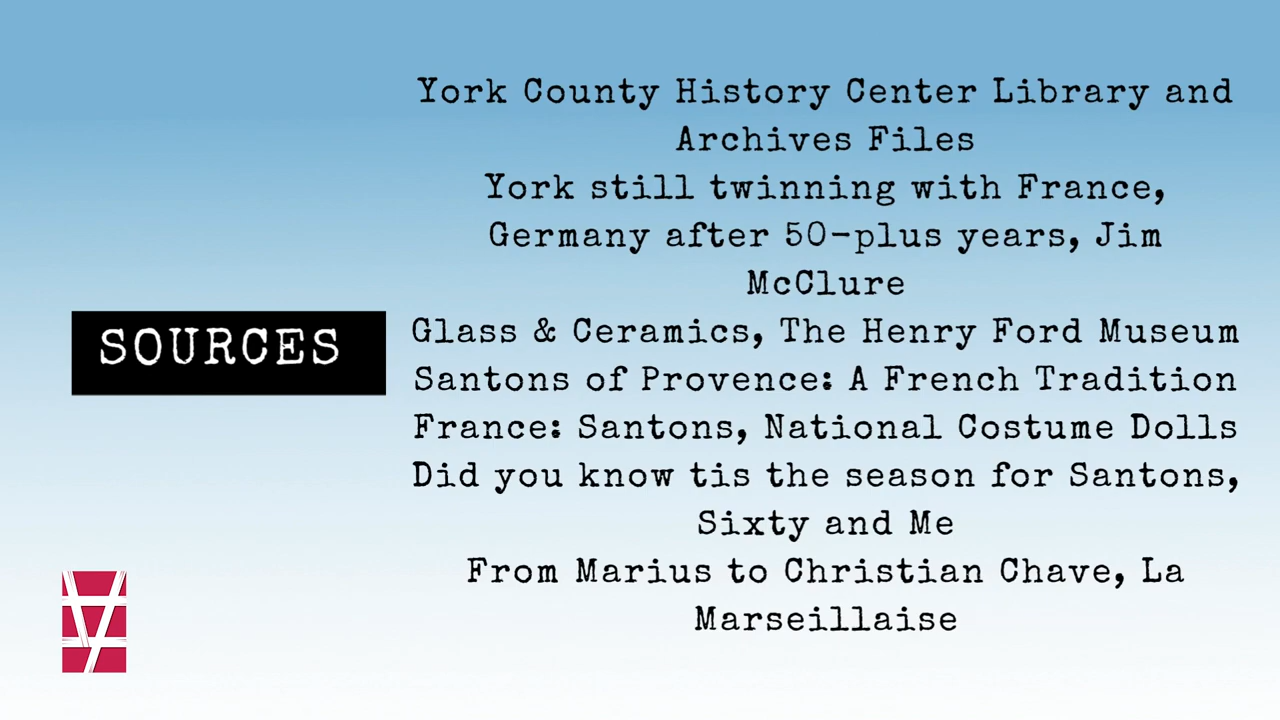 SOURCES
York County History Center Library and
Archives Files
York still twinning with France,
Germany after 50-plus years, Jim
McClure
Glass & Ceramics, The Henry Ford Museum
Santons of Provence: A French Tradition
France: Santons, National Costume Dolls
Did you know tis the season for Santons,
Sixty and Me
From Marius to Christian Chave, La
Marseillaise